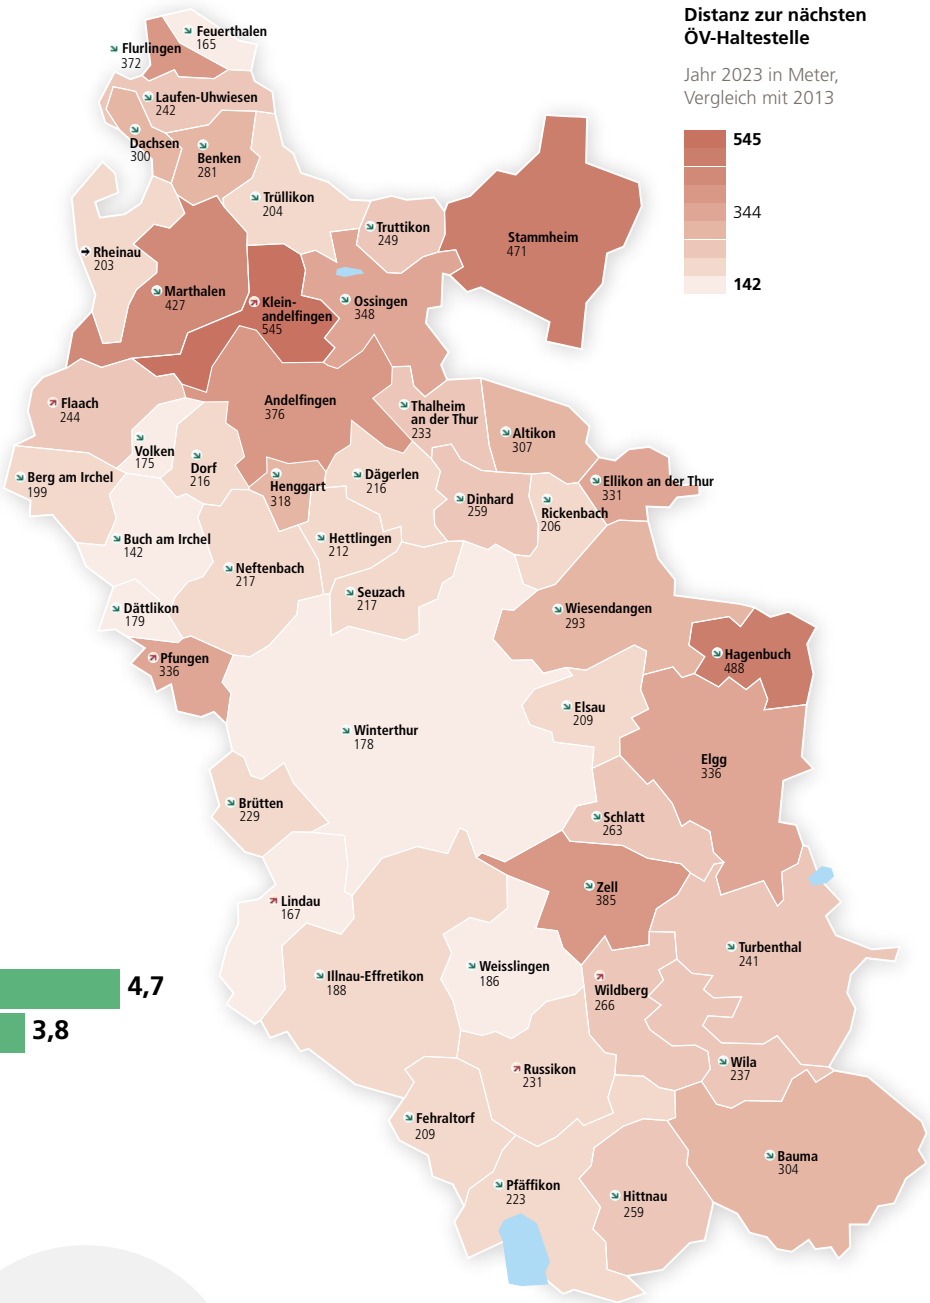 Distanz zur nächsten
ÖV-Haltestelle
Jahr 2023 in Meter,
Vergleich mit 2013
545
344
142
Feuerthalen
165
Flurlingen
372
Laufen-Uhwiesen
242
Dachsen
300
Benken
281
Trüllikon
204
Truttikon
249
Stammheim
471
Rheinau
203
Marthalen
427
Klein-
andelfingen
545
Ossingen
348
Andelfingen
376
Flaach
244
Thalheim
an der Thur
233
Altikon
307
Volken
175
Dorf
216
Berg am Irchel
199
Henggart
318
Dägerlen
216
Dinhard
259
Rickenbach
206
Ellikon an der Thur
331
Buch am Irchel
142
Hettlingen
212
Neftenbach
217
Seuzach
217
Dättlikon
179
Wiesendangen
293
Pfungen
336
Hagenbuch
488
Elsau
209
Winterthur
178
Elgg
336
Brütten
229
Schlatt
263
Zell
385
Lindau
167
Turbenthal
241
Illnau-Effretikon
188
Weisslingen
186
Wildberg
266
4,7
3,8
Russikon
231
Wila
237
Fehraltorf
209
Bauma
304
Pfäffikon
223
Hittnau
259